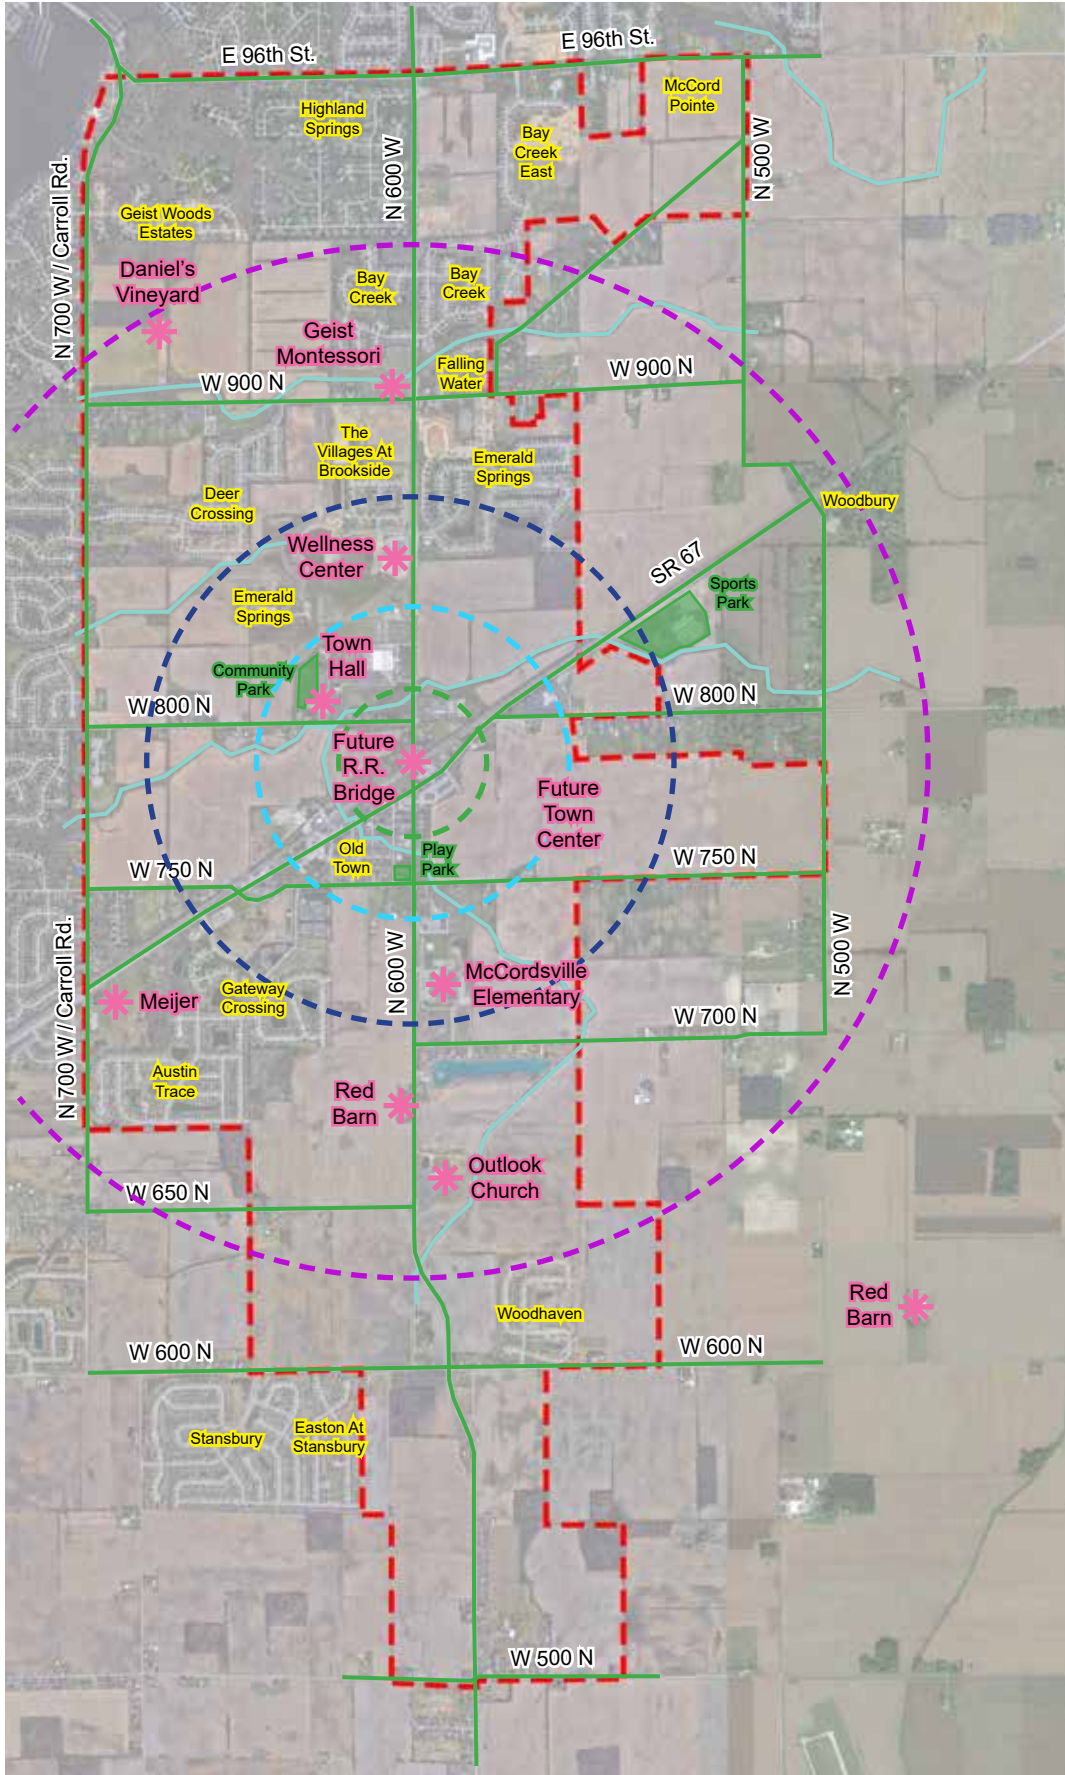 E 96th St.
E 96th St.
McCord
Pointe
Highland
Springs
Bay
Creek
East
N 600 W
N 500 W
N 700 W / Carroll Rd.
Geist Woods
Estates
Daniel's
Vineyard
Bay
Creek
Bay
Creek
Geist
Montessori
Falling
Water
W 900 N
W 900 N
The
Villages At
Brookside
Emerald
Springs
Deer
Crossing
Woodbury
Wellness
Center
SR 67
Sports
Park
Emerald
Springs
Town
Hall
Community
Park
W 800 N
W 800 N
Future
R.R.
Bridge
Future
Town
Center
Old
Town
Play
Park
W 750 N
W 750 N
N 700 W / Carroll Rd.
N 600 W
N 500 W
McCordsville
Elementary
Meijer
Gateway
Crossing
W 700 N
Austin
Trace
Red
Barn
Outlook
Church
W 650 N
Red
Barn
Woodhaven
W 600 N
W 600 N
Stansbury
Easton At
Stansbury
W 500 N